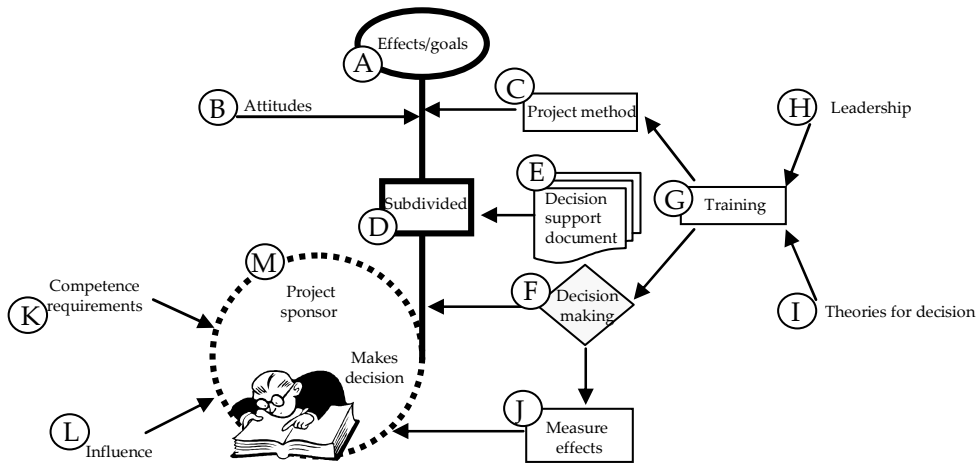 Effects/goals
A
B
Attitudes
C
Project method
H
Leadership
E
Decision
support
document
G
Training
Subdivided
D
M
Project
sponsor
F
Decision
making
Competence
requirements
K
I
Theories for decision
Makes
decision
J
Measure
effects
L
Influence